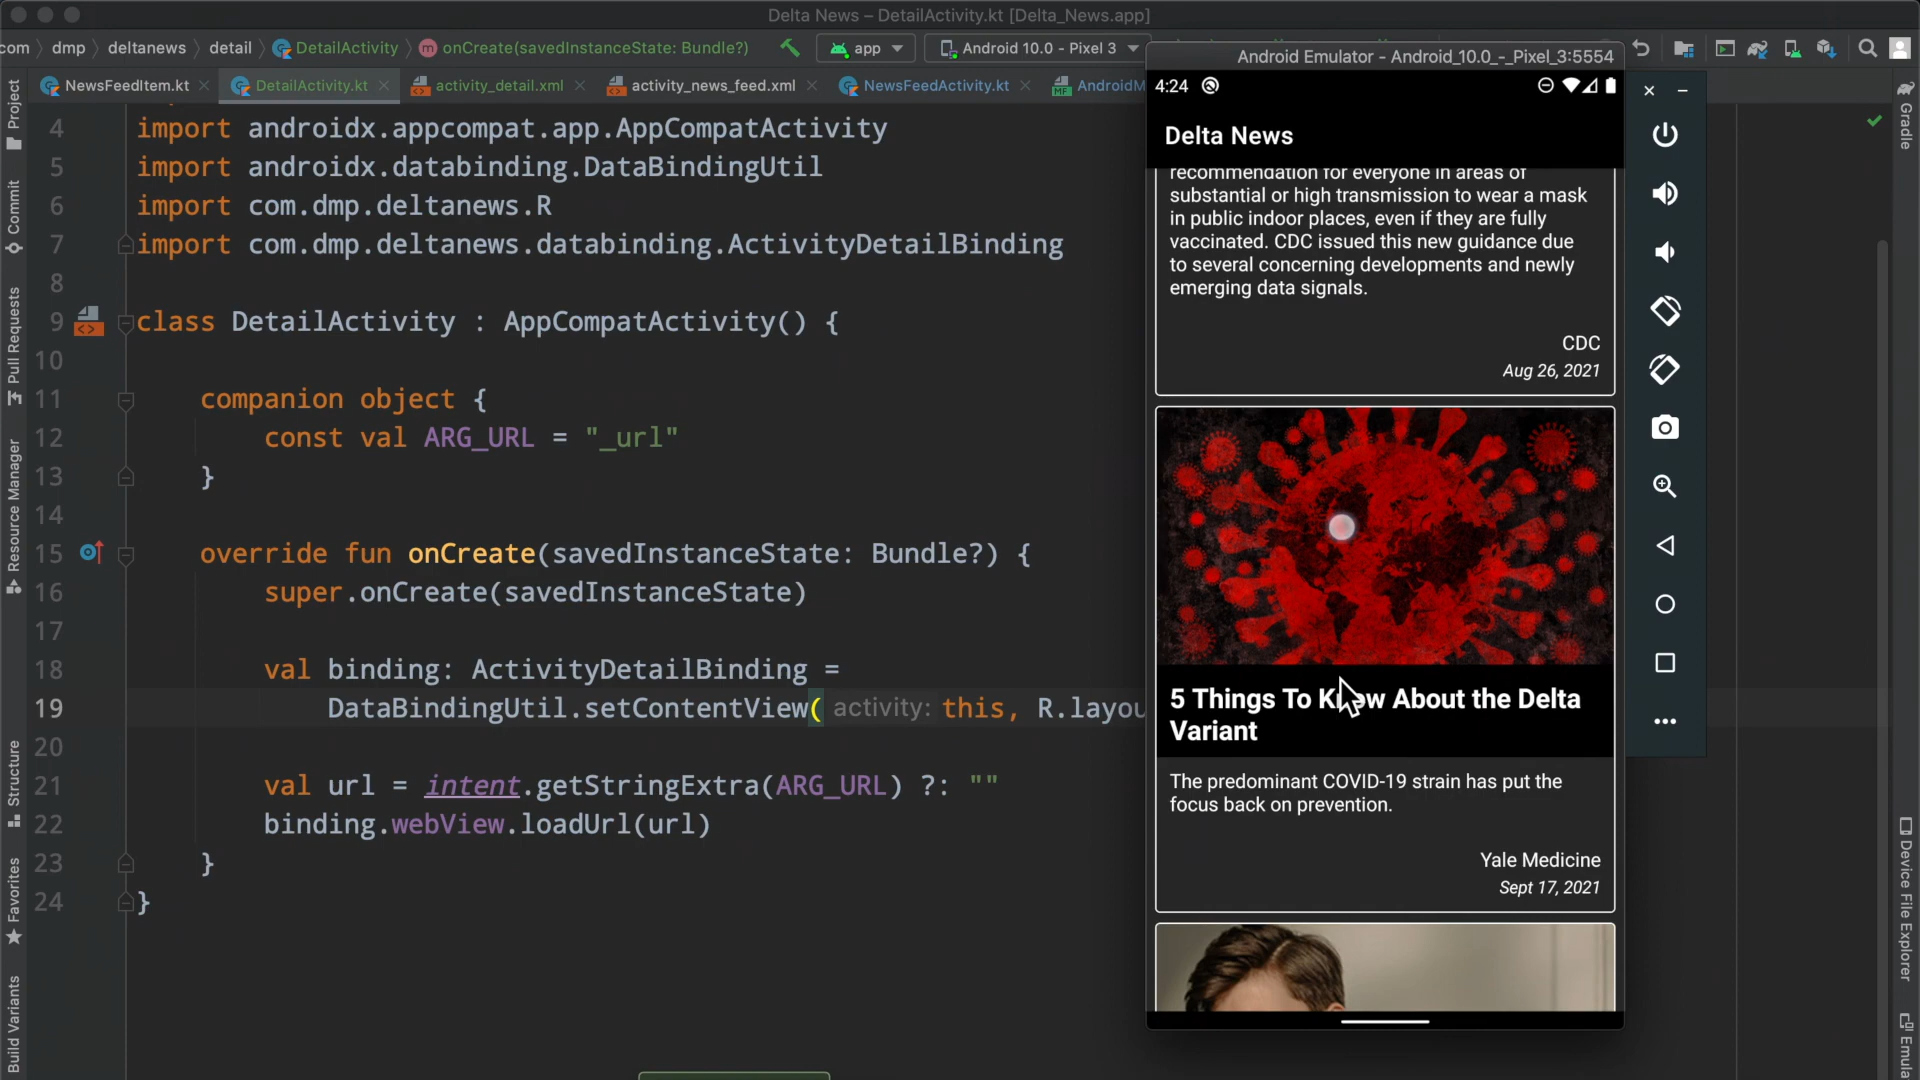 Delta News – DetailActivity.kt [Delta_News.app]
com dmp deltanews detail DetailActivity onCreate(savedInstanceState: Bundle?) app Android 10.0 - Pixel 3
NewsFeedItem.kt DetailActivity.kt activity_detail.xml activity_news_feed.xml NewsFeedActivity.kt AndroidM
Project
Commit
Pull Requests
Resource Manager
Structure
Favorites
Build Variants
4 import androidx.appcompat.app.AppCompatActivity
5 import androidx.databinding.DataBindingUtil
6 import com.dmp.deltanews.R
7 import com.dmp.deltanews.databinding.ActivityDetailBinding
8
9 class DetailActivity : AppCompatActivity() {
10
11 companion object {
12 const val ARG_URL = "_url"
13 }
14
15 override fun onCreate(savedInstanceState: Bundle?) {
16 super.onCreate(savedInstanceState)
17
18 val binding: ActivityDetailBinding =
19 DataBindingUtil.setContentView( activity: this, R.layou
20
21 val url = intent.getStringExtra(ARG_URL) ?: ""
22 binding.webView.loadUrl(url)
23 }
24 }
Android Emulator - Android_10.0_-_Pixel_3:5554
4:24
Delta News
recommendation for everyone in areas of
substantial or high transmission to wear a mask
in public indoor places, even if they are fully
vaccinated. CDC issued this new guidance due
to several concerning developments and newly
emerging data signals.
CDC
Aug 26, 2021
5 Things To Know About the Delta
Variant
The predominant COVID-19 strain has put the
focus back on prevention.
Yale Medicine
Sept 17, 2021
Gradle
Device File Explorer
Emula